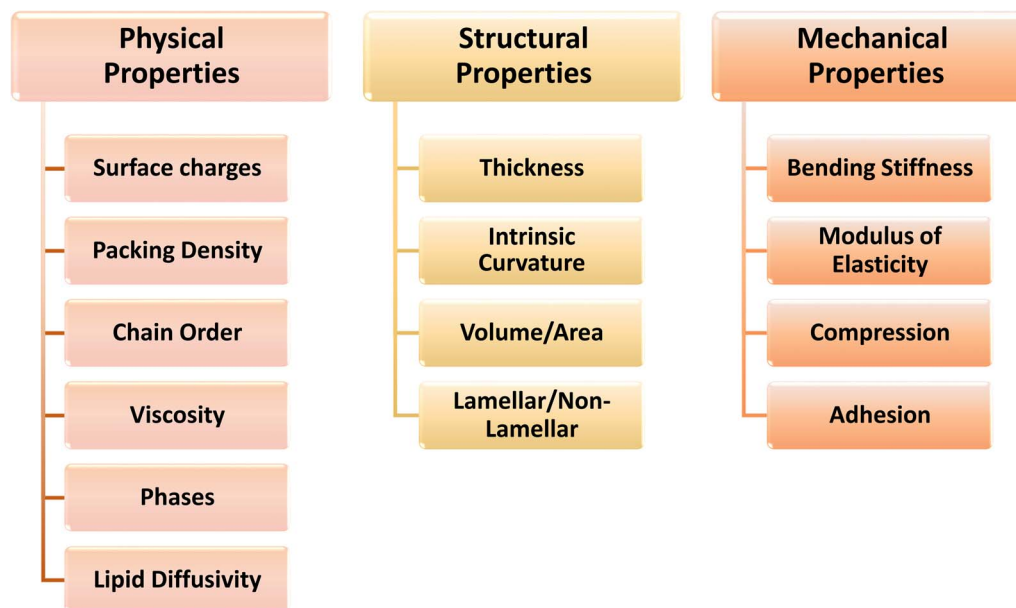 Physical
Properties
Surface charges
Packing Density
Chain Order
Viscosity
Phases
Lipid Diffusivity
Structural
Properties
Thickness
Intrinsic
Curvature
Volume/Area
Lamellar/Non-
Lamellar
Mechanical
Properties
Bending Stiffness
Modulus of
Elasticity
Compression
Adhesion